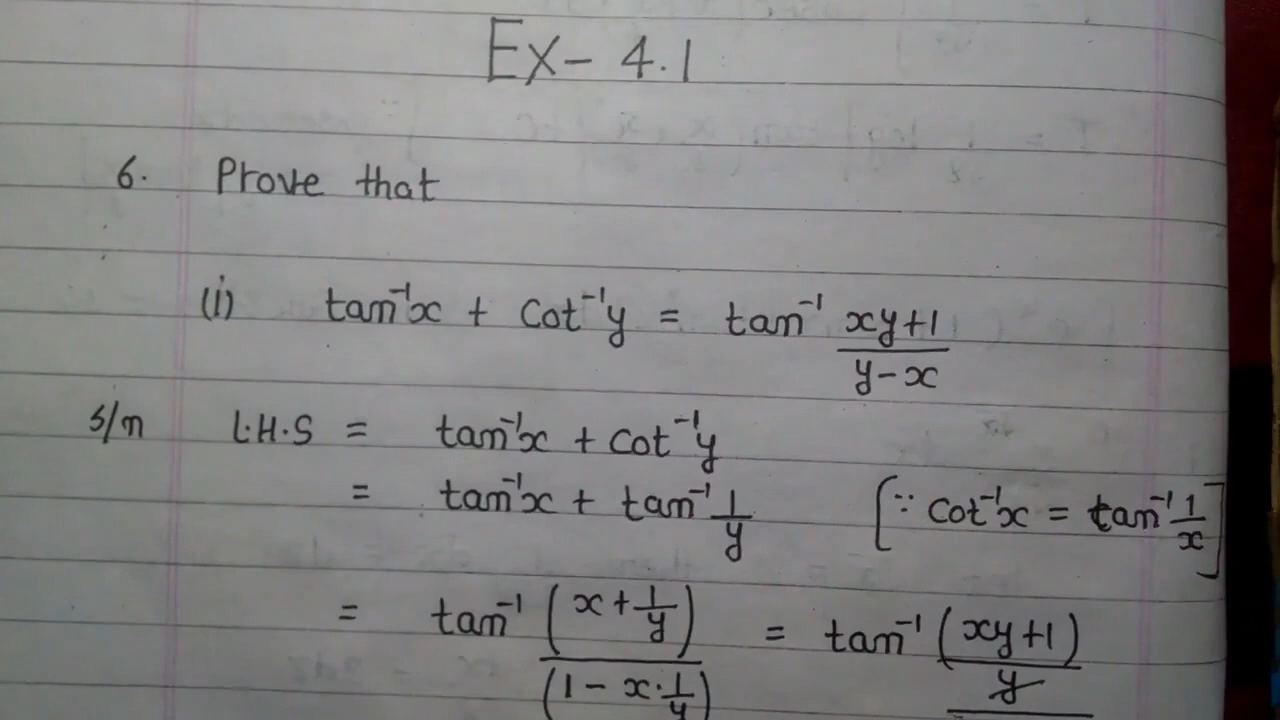 Ex- 4.1
6. Prove that
(i) tan⁻¹x + cot⁻¹y = tan⁻¹ (xy+1)/(y-x)
s/n L.H.S = tan⁻¹x + cot⁻¹y
= tan⁻¹x + tan⁻¹ 1/y [∵ cot⁻¹x = tan⁻¹ 1/x]
= tan⁻¹ (x + 1/y)/(1 - x·1/y) = tan⁻¹ (xy+1)/y